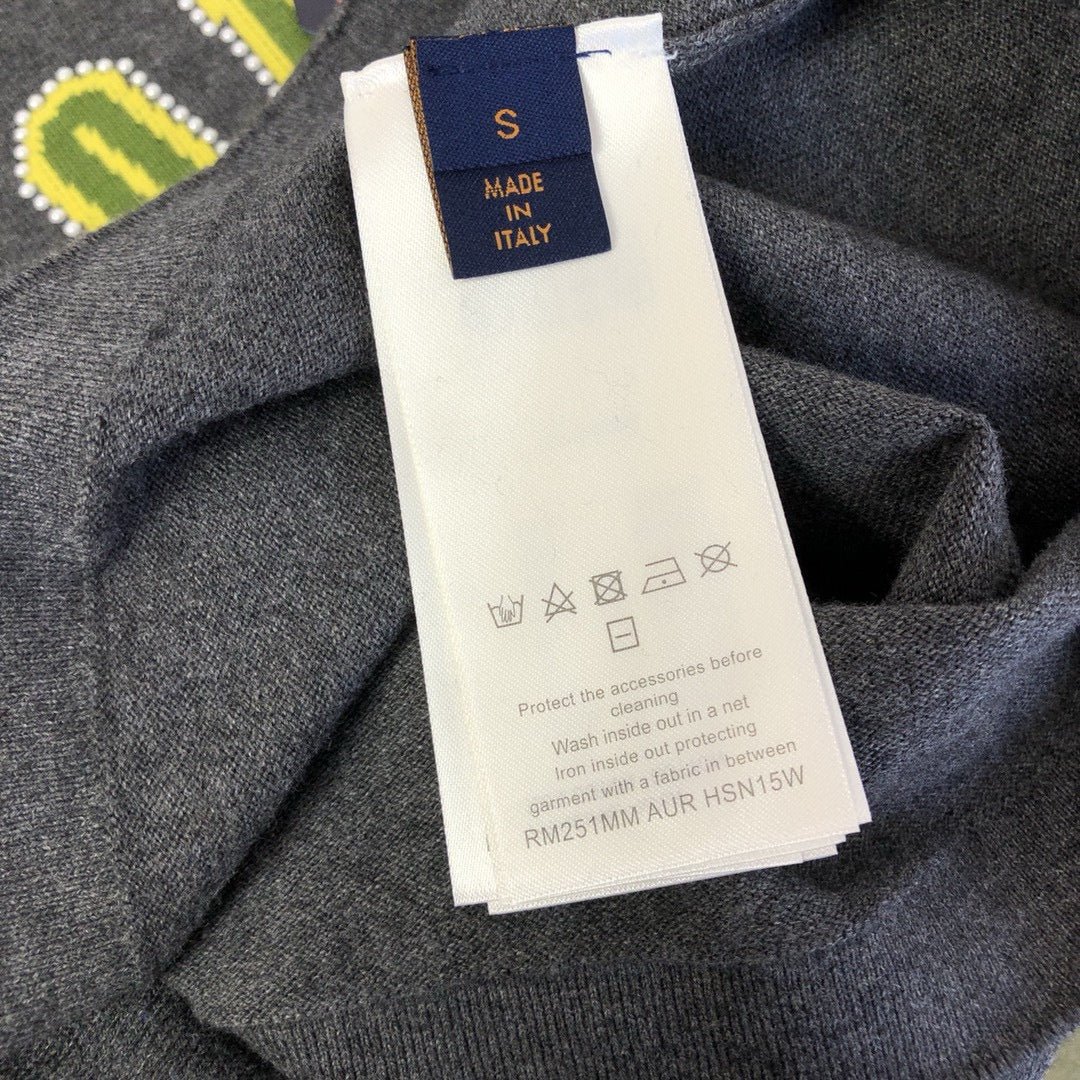 S
MADE
IN
ITALY
Protect the accessories before
cleaning
Wash inside out in a net
Iron inside out protecting
garment with a fabric in between
RM251MM AUR HSN15W